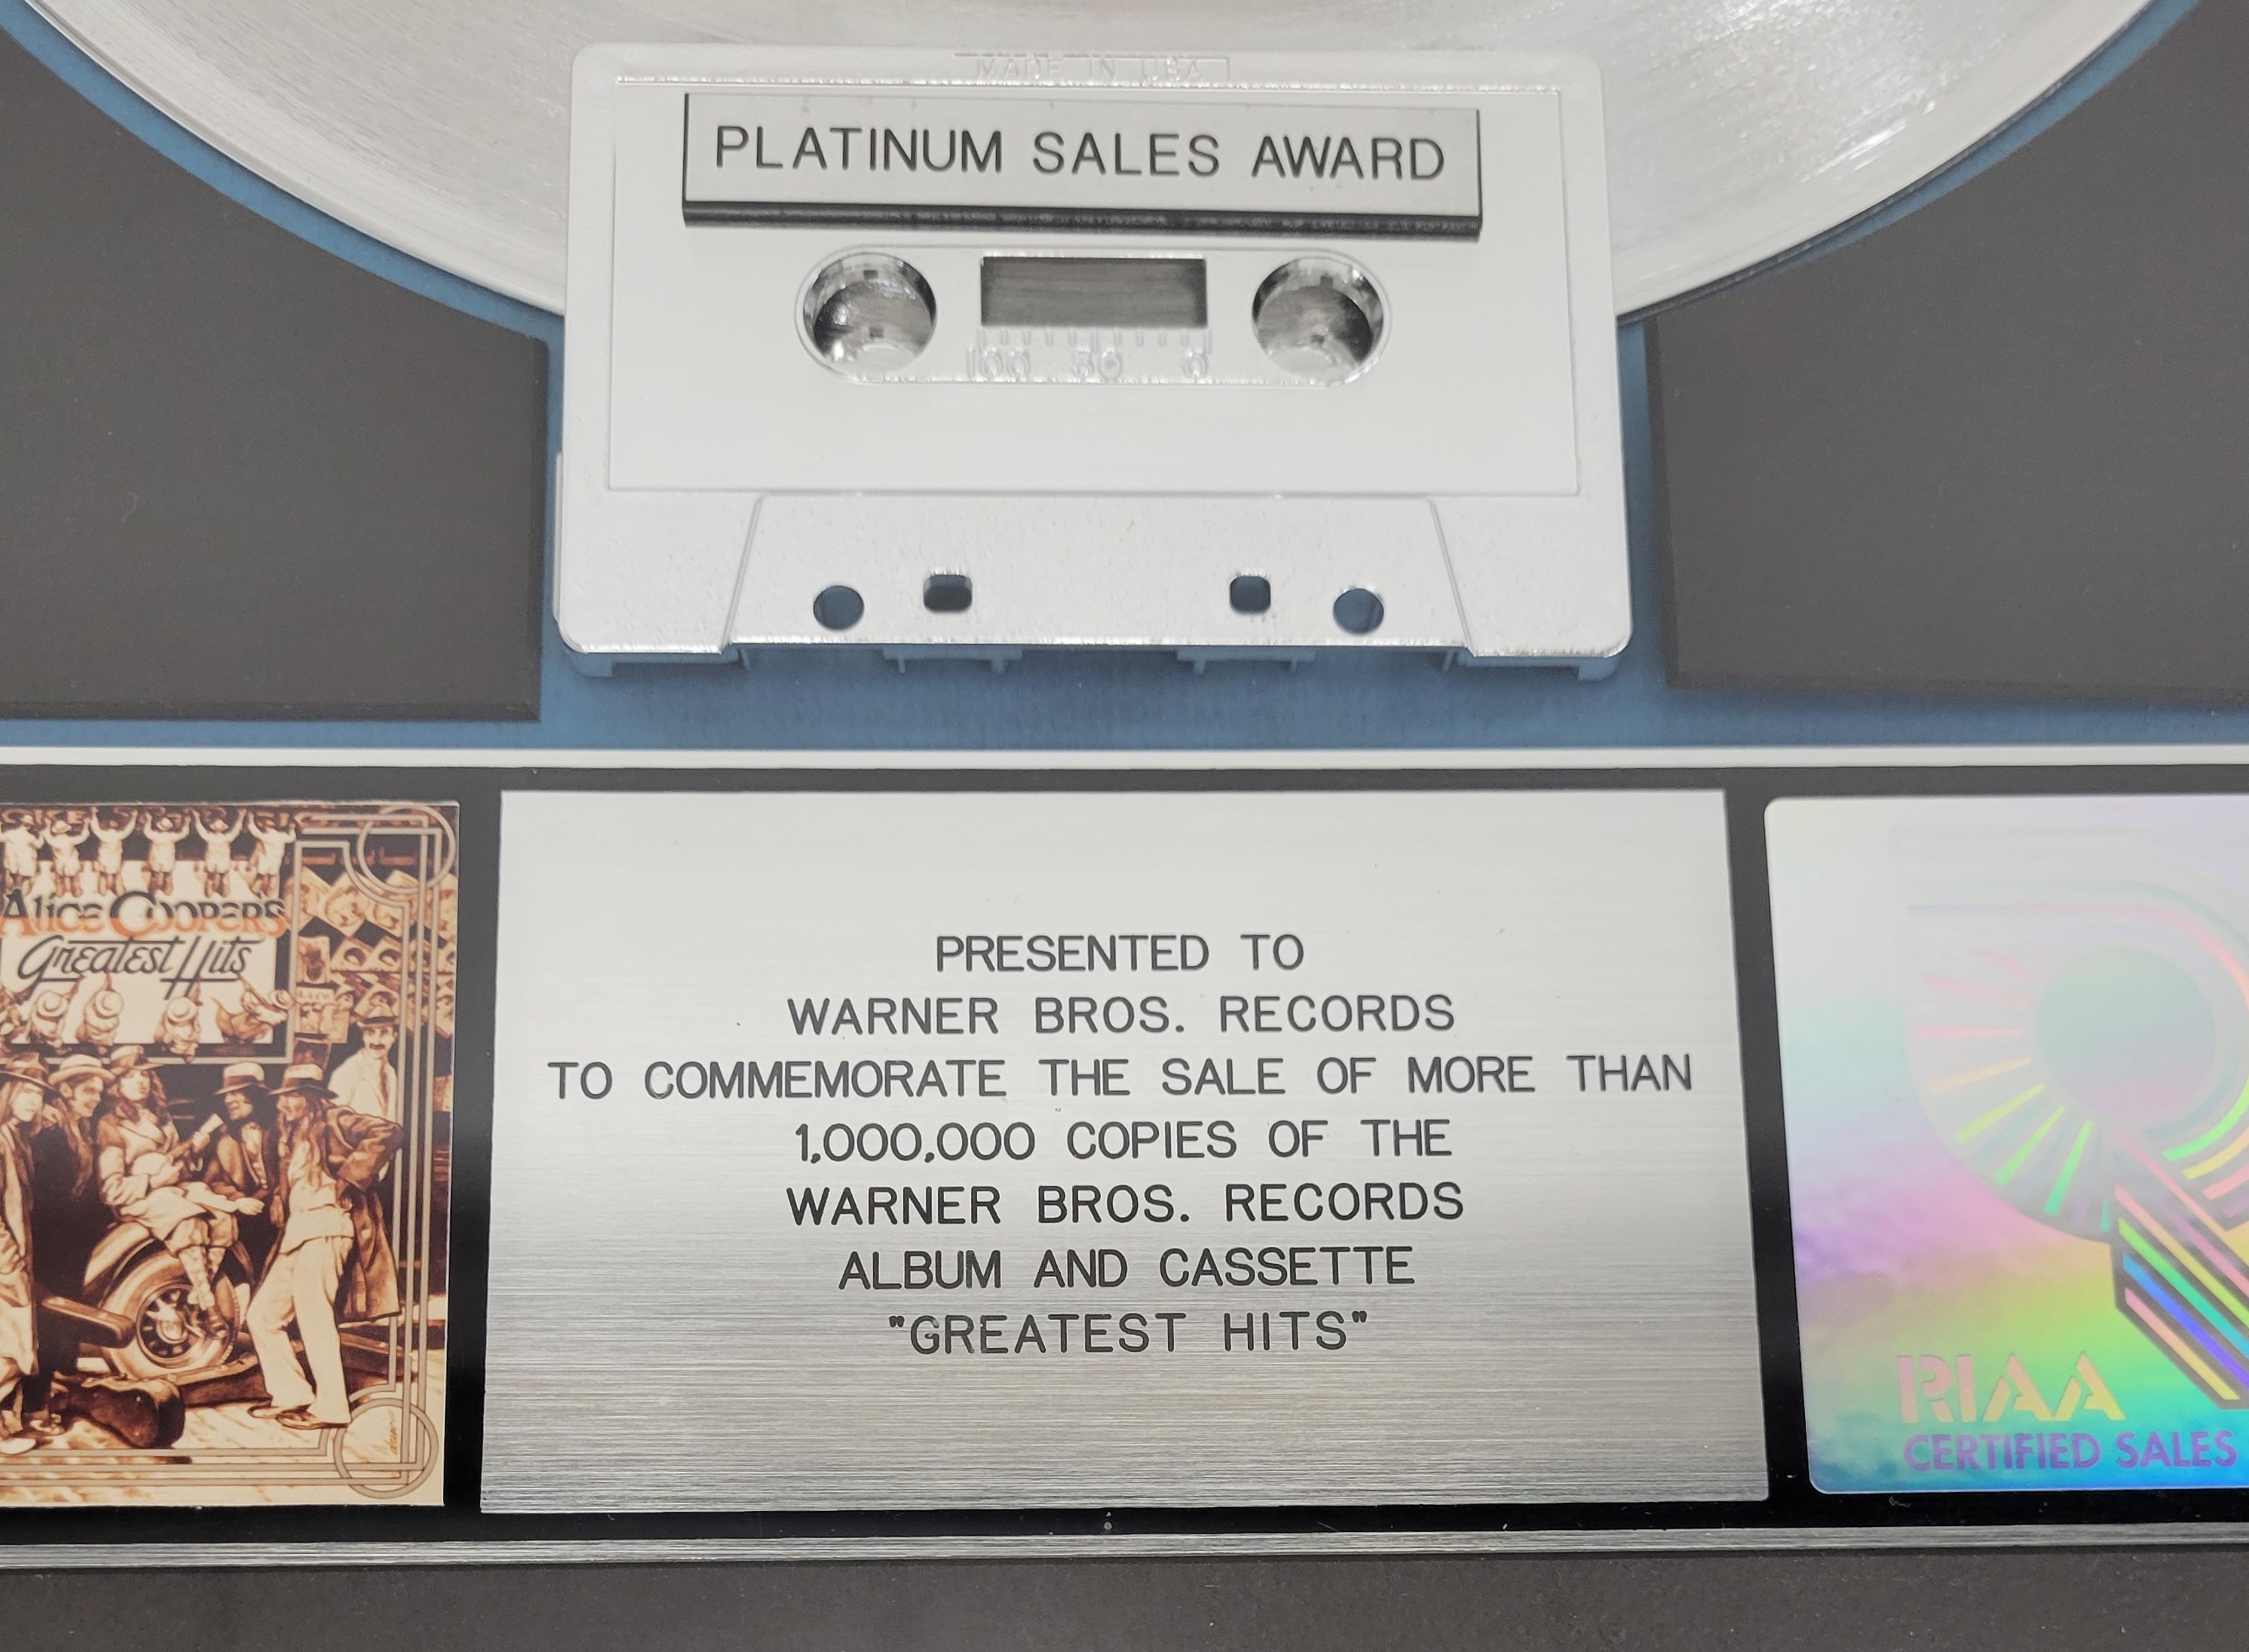 MADE IN USA
PLATINUM SALES AWARD
100 50 0
Alice Cooper's
Greatest Hits
PRESENTED TO
WARNER BROS. RECORDS
TO COMMEMORATE THE SALE OF MORE THAN
1,000,000 COPIES OF THE
WARNER BROS. RECORDS
ALBUM AND CASSETTE
"GREATEST HITS"
RIAA
CERTIFIED SALES